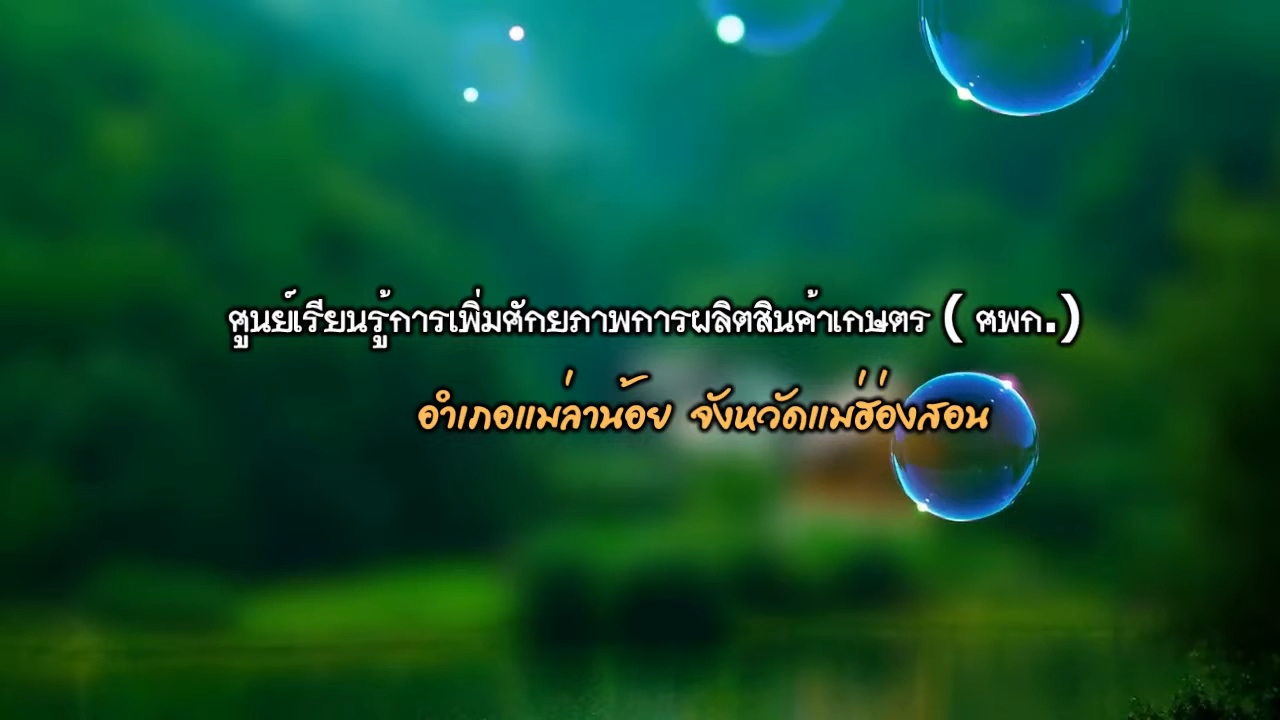 ศูนย์เรียนรู้การเพิ่มศักยภาพการผลิตสินค้าเกษตร ( ศพก.)
อำเภอแม่ลาน้อย จังหวัดแม่ฮ่องสอน